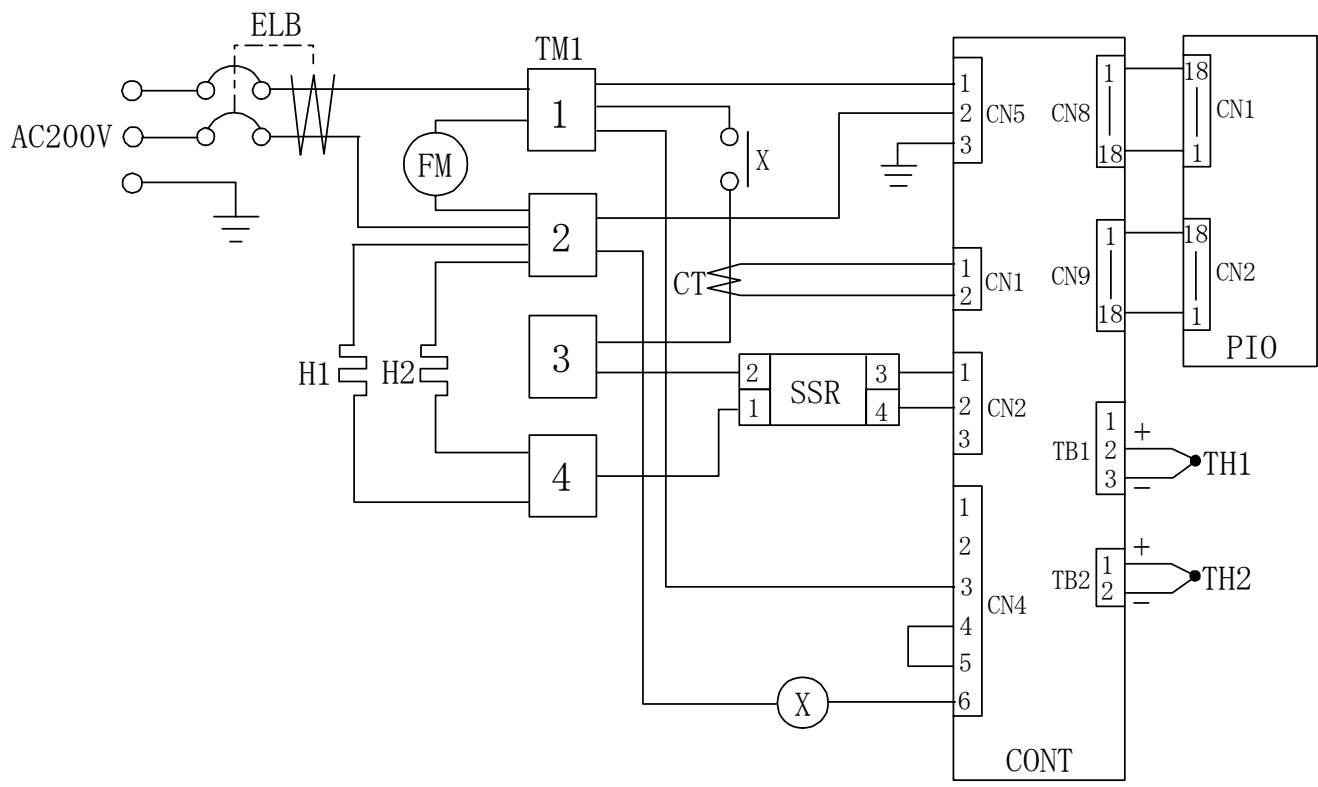 ELB
TM1
AC200V
1
FM
2
H1
H2
3
4
X
CT
2
1
SSR
3
4
X
1
2
3
CN5
1
2
CN1
1
2
3
CN2
1
2
3
4
5
6
CN4
CONT
CN8
1
18
CN9
1
18
18
1
CN1
18
1
CN2
PIO
TB1
1
2
3
+
−
TH1
TB2
1
2
+
−
TH2